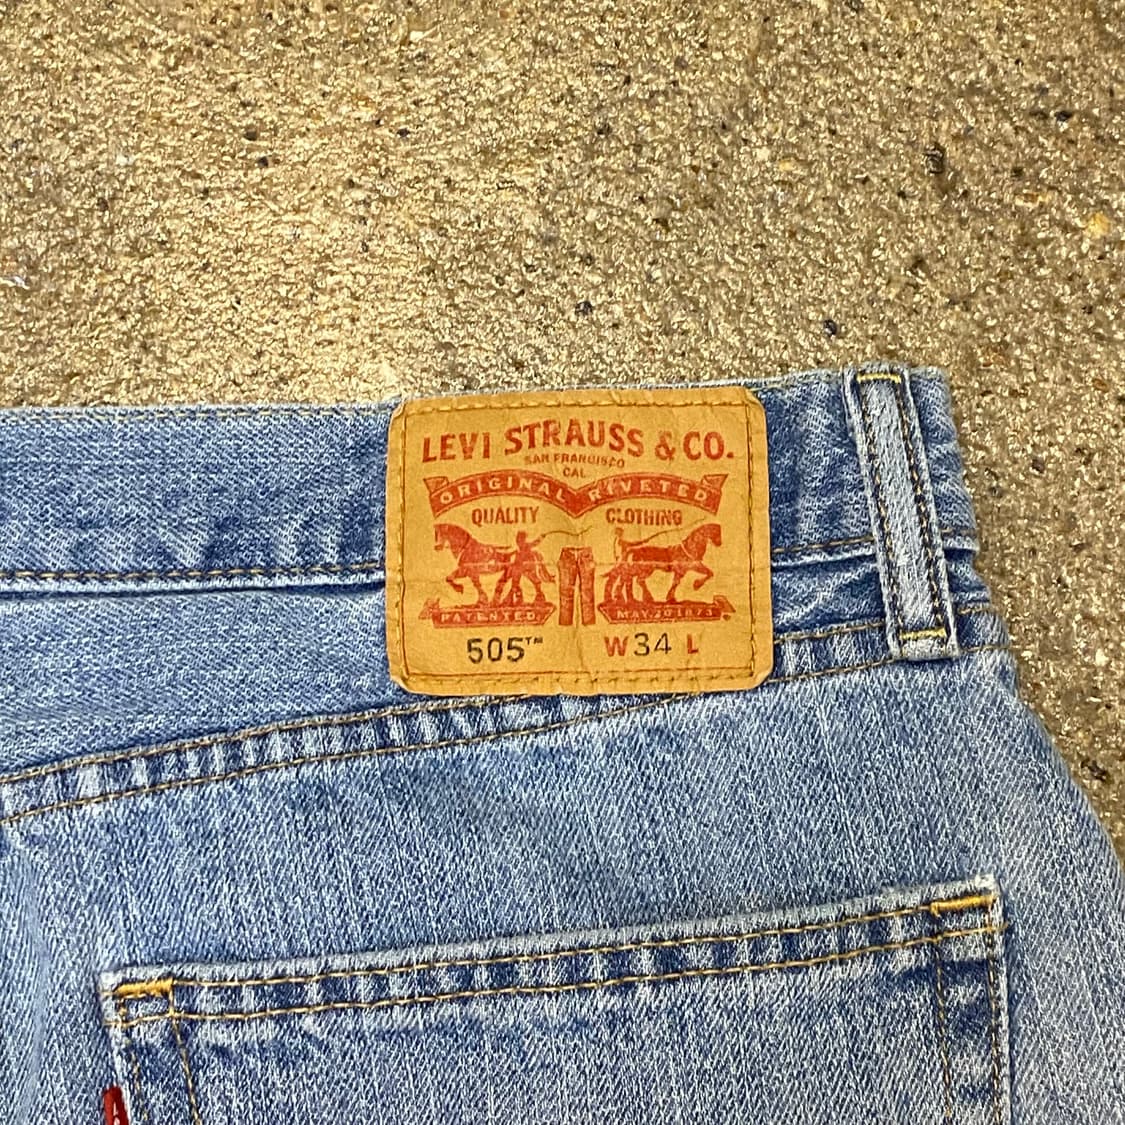 LEVI STRAUSS & CO.
SAN FRANCISCO
CAL
ORIGINAL RIVETED
QUALITY CLOTHING
PATENTED MAY 20 1873
505™ W34 L